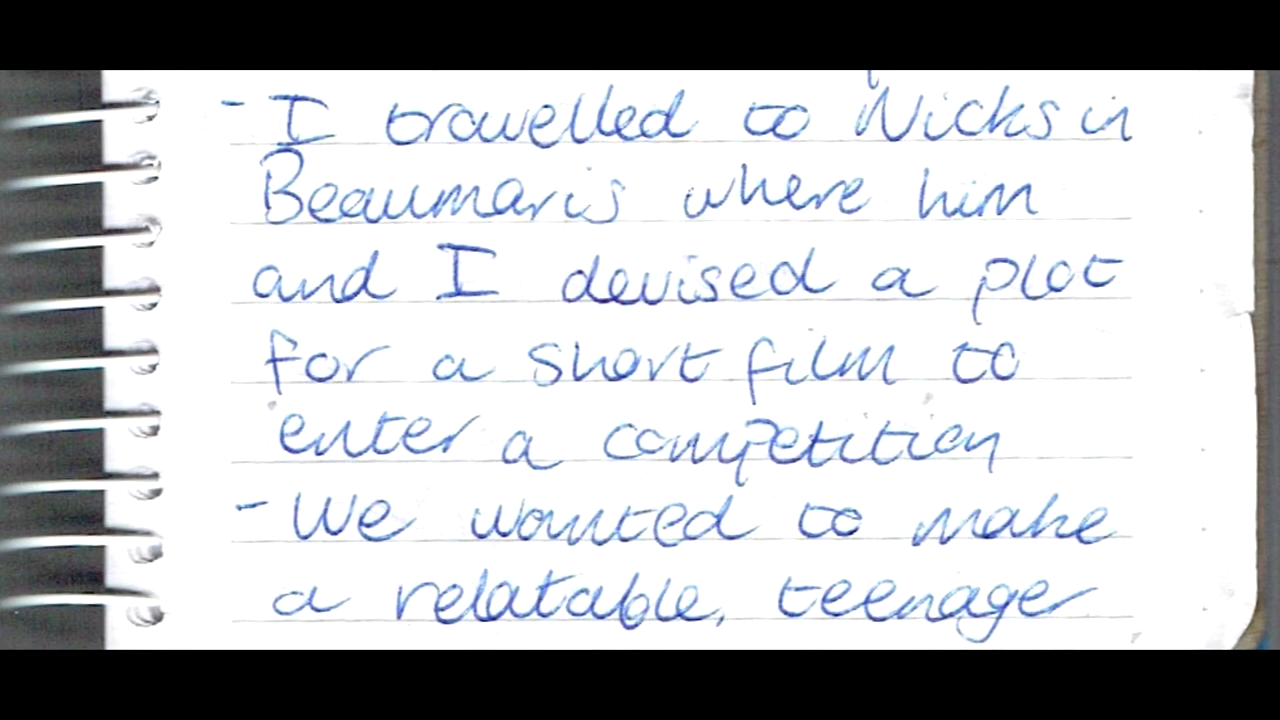 - I travelled to Nicks in
Beaumaris where him
and I devised a plot
for a short film to
enter a competition
- We wanted to make
a relatable, teenager